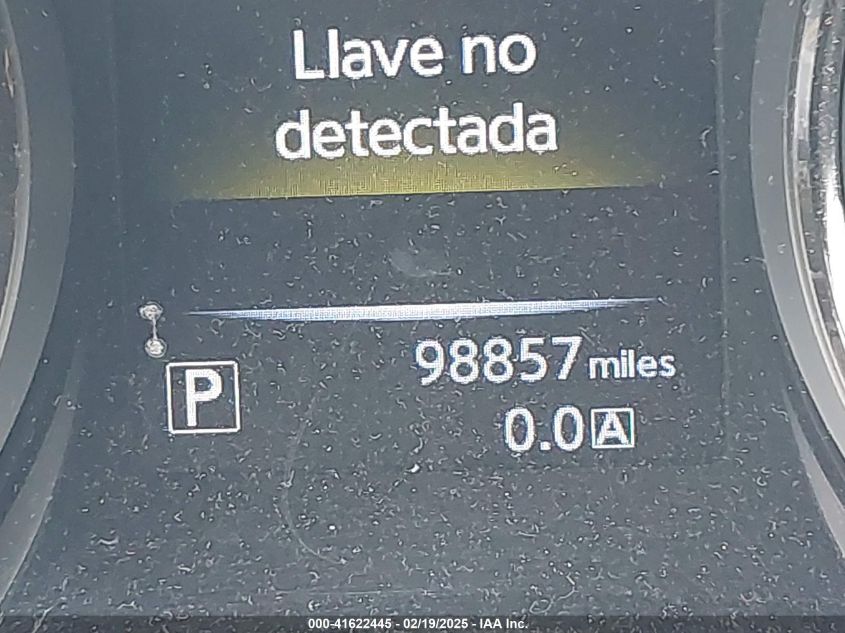 Llave no
detectada
98857 miles
P
0.0 A
000-41622445 - 02/19/2025 - IAA Inc.